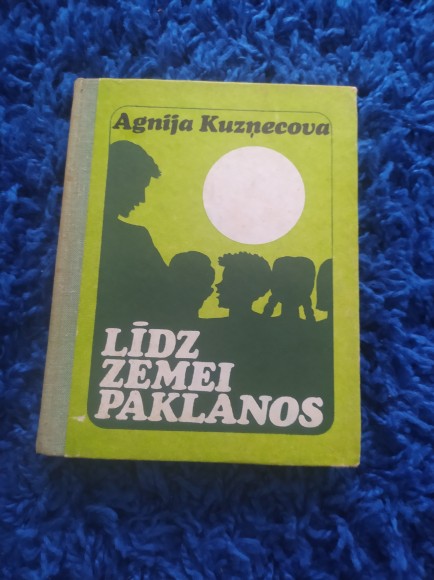 Agnija Kuzņecova
LĪDZ
ZEMEI
PAKLANOS